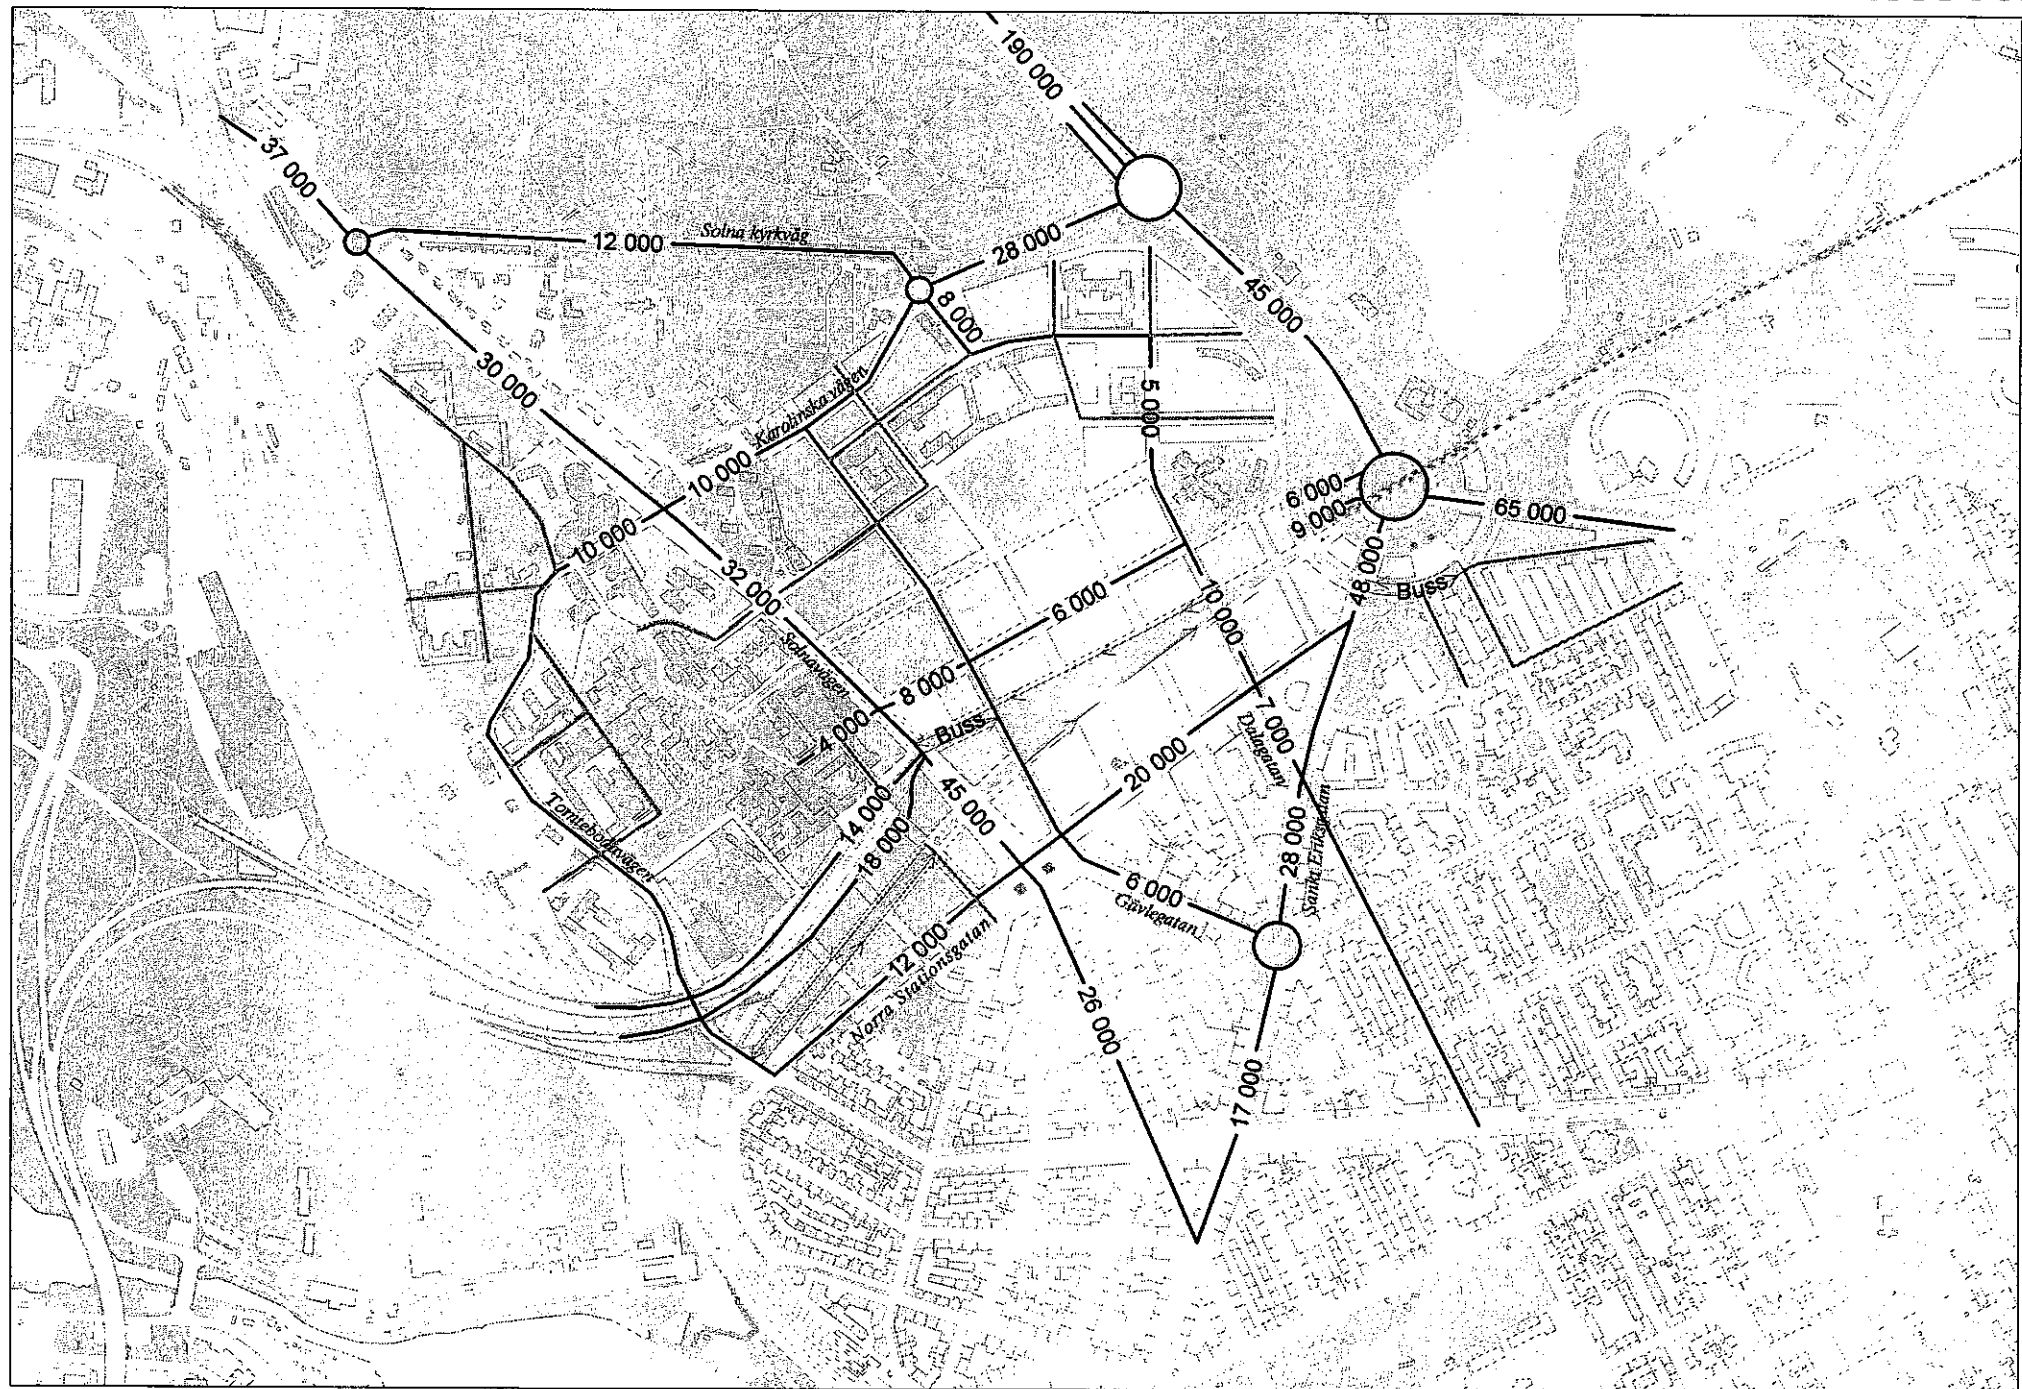 190 000
37 000
12 000
Solna kyrkväg
28 000
8 000
45 000
30 000
5 000
Karolinska vägen
10 000
10 000
6 000
9 000
65 000
48 000
Buss
32 000
Solnavägen
6 000
10 000
8 000
4 000
Buss
7 000
Dalagatan
20 000
45 000
14 000
18 000
Tomtebodavägen
28 000
Sankt Eriksgatan
6 000
Gävlegatan
12 000
Norra Stationsgatan
26 000
17 000